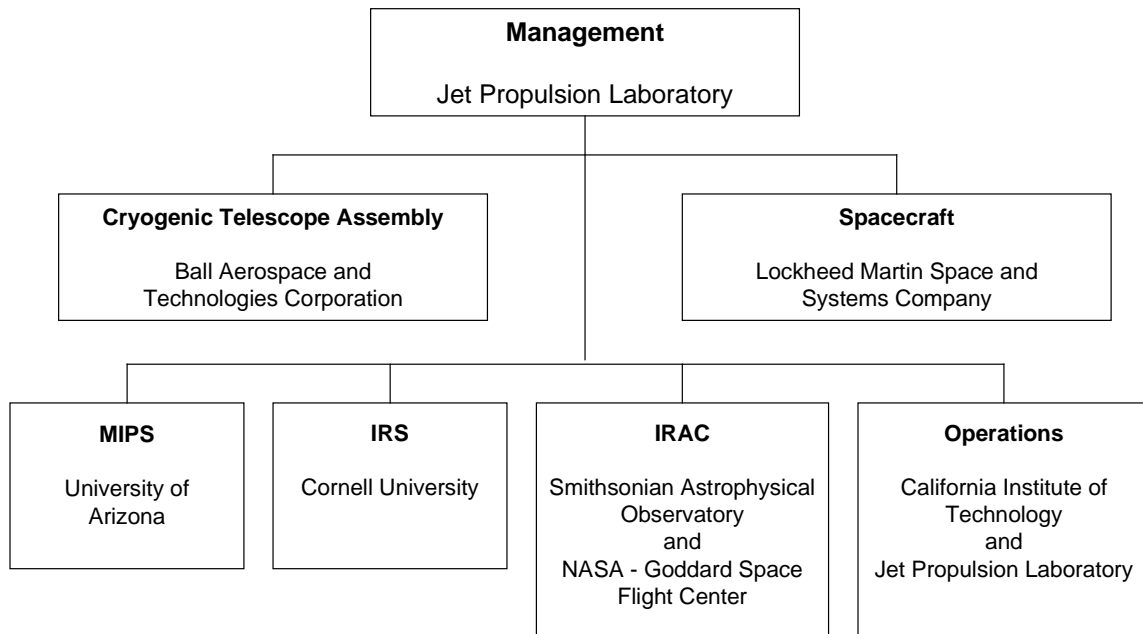 Management
Jet Propulsion Laboratory
Cryogenic Telescope Assembly
Ball Aerospace and
Technologies Corporation
Spacecraft
Lockheed Martin Space and
Systems Company
MIPS
University of
Arizona
IRS
Cornell University
IRAC
Smithsonian Astrophysical
Observatory
and
NASA - Goddard Space
Flight Center
Operations
California Institute of
Technology
and
Jet Propulsion Laboratory